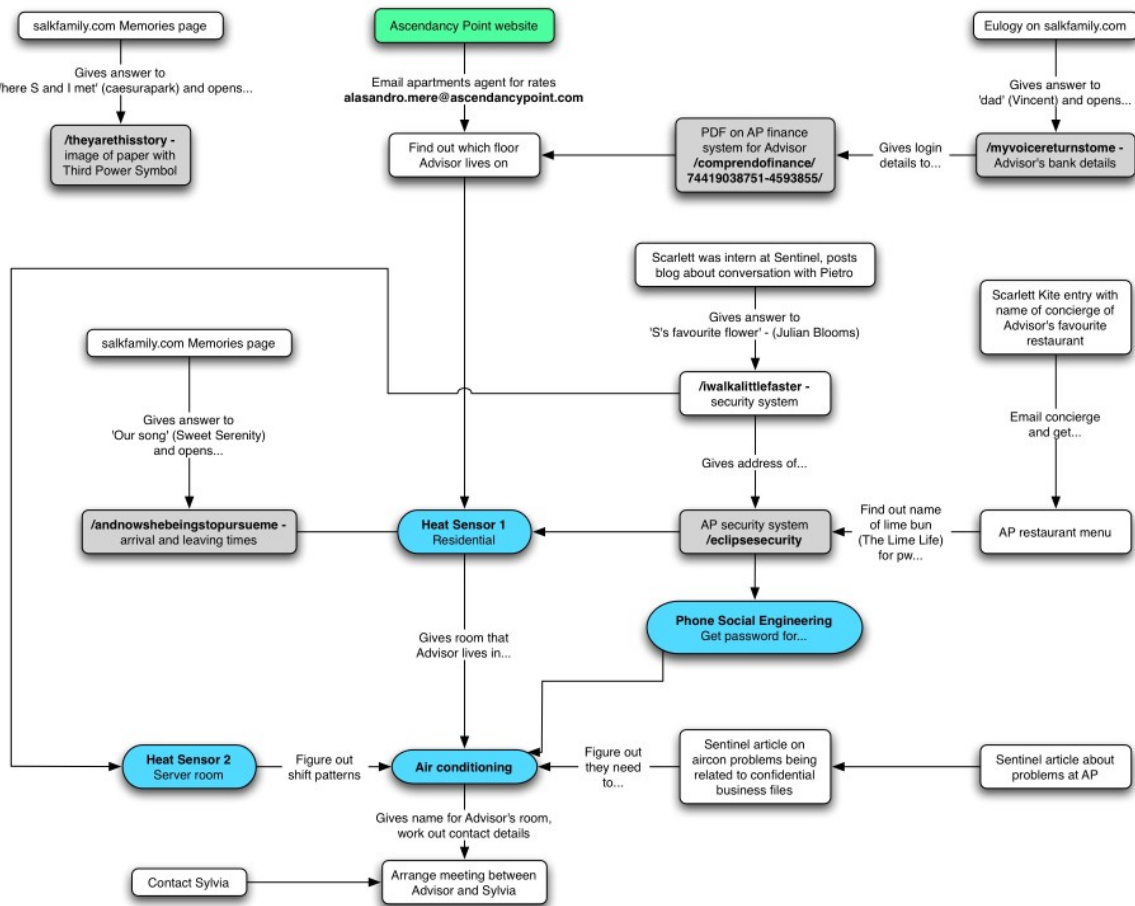 salkfamily.com Memories page
Ascendancy Point website
Eulogy on salkfamily.com
Gives answer to
'here S and I met' (caesurapark) and opens...
Email apartments agent for rates
alasandro.mere@ascendancypoint.com
Gives answer to
'dad' (Vincent) and opens...
/theyarethisstory -
image of paper with
Third Power Symbol
Find out which floor
Advisor lives on
PDF on AP finance
system for Advisor
/comprendofinance/
74419038751-4593855/
Gives login
details to...
/myvoicereturnstome -
Advisor's bank details
Scarlett was intern at Sentinel, posts
blog about conversation with Pietro
Scarlett Kite entry with
name of concierge of
Advisor's favourite
restaurant
Gives answer to
'S's favourite flower' - (Julian Blooms)
salkfamily.com Memories page
/iwalkalittlefaster -
security system
Gives answer to
'Our song' (Sweet Serenity)
and opens...
Email concierge
and get...
Gives address of...
/andnowshebeingstopursueme -
arrival and leaving times
Heat Sensor 1
Residential
AP security system
/eclipsesecurity
Find out name
of lime bun
(The Lime Life)
for pw...
AP restaurant menu
Phone Social Engineering
Get password for...
Gives room that
Advisor lives in...
Heat Sensor 2
Server room
Figure out
shift patterns
Air conditioning
Figure out
they need
to...
Sentinel article on
aircon problems being
related to confidential
business files
Sentinel article about
problems at AP
Gives name for Advisor's room,
work out contact details
Contact Sylvia
Arrange meeting between
Advisor and Sylvia